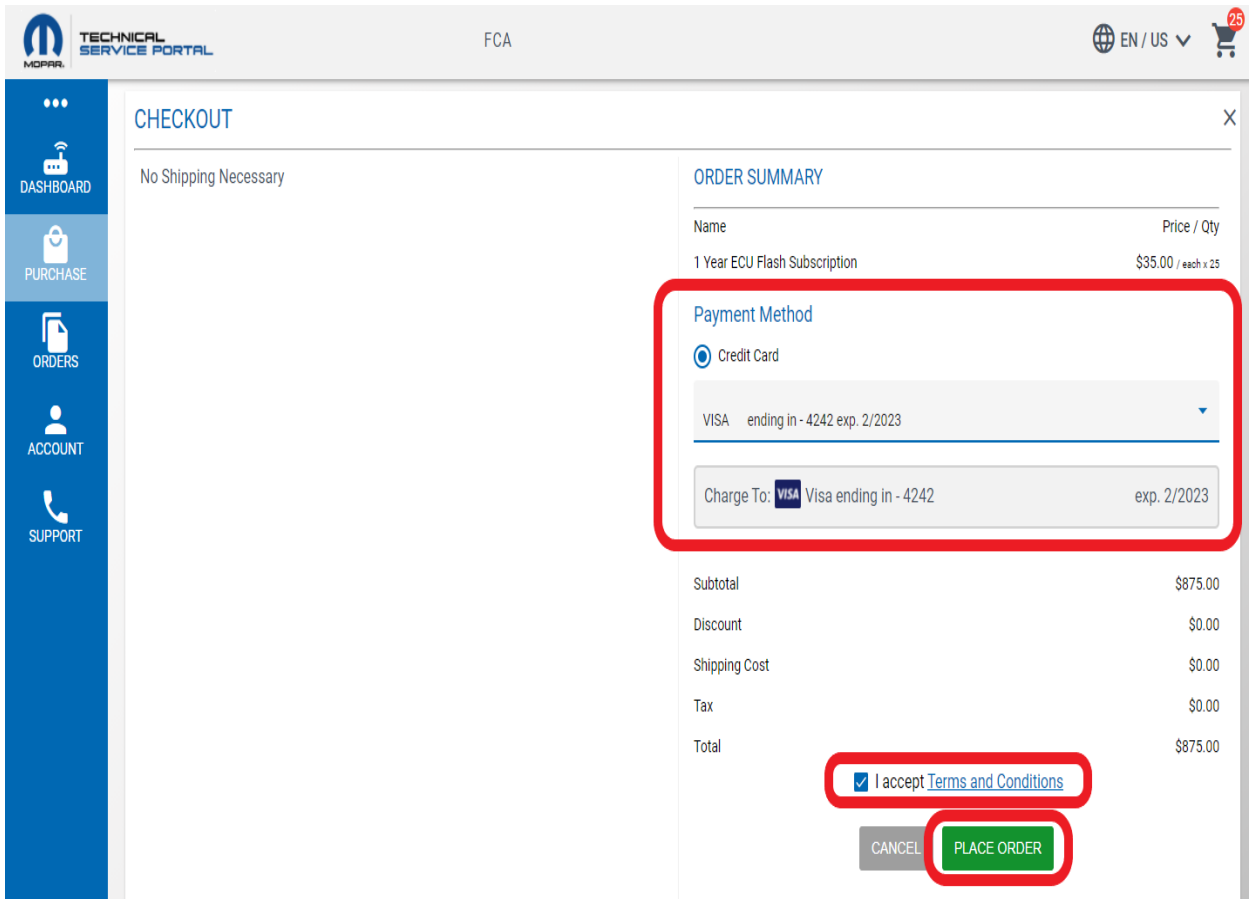 MOPAR.
TECHNICAL
SERVICE PORTAL
FCA
EN / US
25
DASHBOARD
PURCHASE
ORDERS
ACCOUNT
SUPPORT
CHECKOUT
X
No Shipping Necessary
ORDER SUMMARY
Name Price / Qty
1 Year ECU Flash Subscription $35.00 / each x 25
Payment Method
Credit Card
VISA ending in - 4242 exp. 2/2023
Charge To: VISA Visa ending in - 4242 exp. 2/2023
Subtotal $875.00
Discount $0.00
Shipping Cost $0.00
Tax $0.00
Total $875.00
I accept Terms and Conditions
CANCEL PLACE ORDER